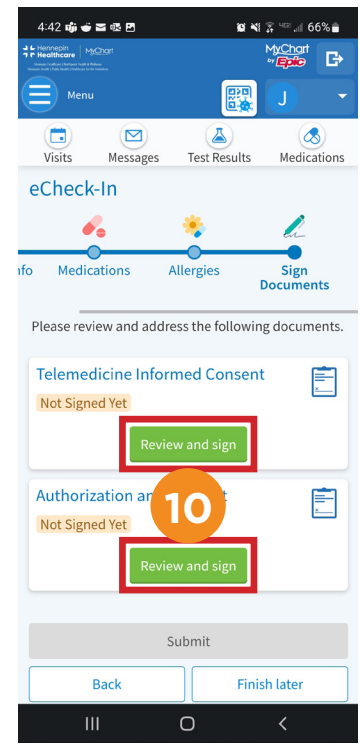 4:42
66%
Hennepin
Healthcare
MyChart
MyChart
by Epic
Menu
J
Visits
Messages
Test Results
Medications
eCheck-In
nfo
Medications
Allergies
Sign
Documents
Please review and address the following documents.
Telemedicine Informed Consent
Not Signed Yet
Review and sign
Authorization an
t
10
Not Signed Yet
Review and sign
Submit
Back
Finish later